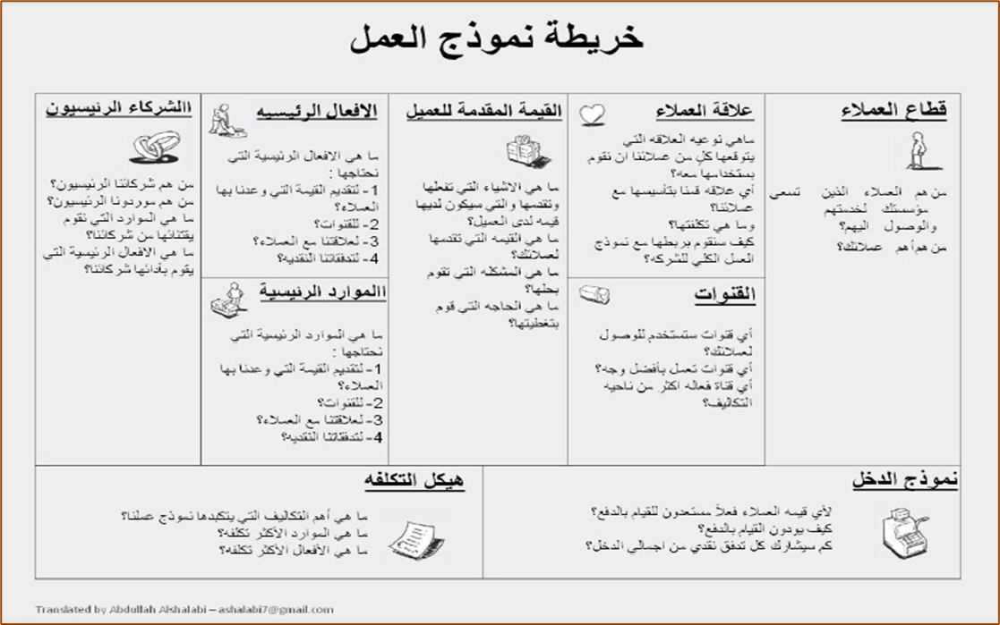 خريطة نموذج العمل
قطاع العملاء
من هم العملاء الذين تسعى
مؤسستك لخدمتهم
والوصول اليهم؟
من هم أهم عملائك؟
علاقة العملاء
ماهي نوعيه العلاقه التي
يتوقعها كلٍ من عملائنا ان نقوم
بستخدامها معه؟
أي علاقه قمنا بتأسيسها مع
عملائنا؟
وما هي تكلفتها؟
كيف سنقوم بربطها مع نموذج
العمل الكلّي للشركه؟
القنوات
أي قنوات ستستخدم للوصول
لعملائك؟
أي قنوات تعمل بأفضل وجه؟
أي قناة فعاله اكثر من ناحيه
التكاليف؟
القيمة المقدمة للعميل
ما هي الاشياء التي تفعلها
وتقدمها والتي سيكون لديها
قيمه لدى العميل؟
ما هي القيمه التي تقدمها
لعملائك؟
ما هي المشكله التي تقوم
بحلها؟
ما هي الحاجه التي قوم
بتغطيتها؟
الافعال الرئيسيه
ما هي الافعال الرئيسية التي
نحتاجها :
1- لتقديم القيمة التي وعدنا بها
العملاء؟
2- للقنوات؟
3- لعلاقتنا مع العملاء؟
4- لتدفقاتنا النقديه؟
االموارد الرئيسية
ما هي الموارد الرئيسية التي
نحتاجها :
1- لتقديم القيمة التي وعدنا بها
العملاء؟
2- للقنوات؟
3- لعلاقتنا مع العملاء؟
4- لتدفقاتنا النقديه؟
االشركاء الرئيسيون
من هم شركائنا الرئيسيون؟
من هم موردونا الرئيسيون؟
ما هي الموارد التي نقوم
يقتنائها من شركائنا؟
ما هي الافعال الرئيسية التى
يقوم بأدائها شركائنا؟
نموذج الدخل
لأي قيمه العملاء فعلاً مستعدون للقيام بالدفع؟
كيف يودون القيام بالدفع؟
كم سيشارك كل تدفق نقدي من اجمالي الدخل؟
هيكل التكلفه
ما هي أهم التكاليف التي يتكبدها نموذج عملنا؟
ما هي الموارد الأكثر تكلفه؟
ما هي الأفعال الأكثر تكلفه؟
Translated by Abdullah Alshalabi – ashalabi7@gmail.com